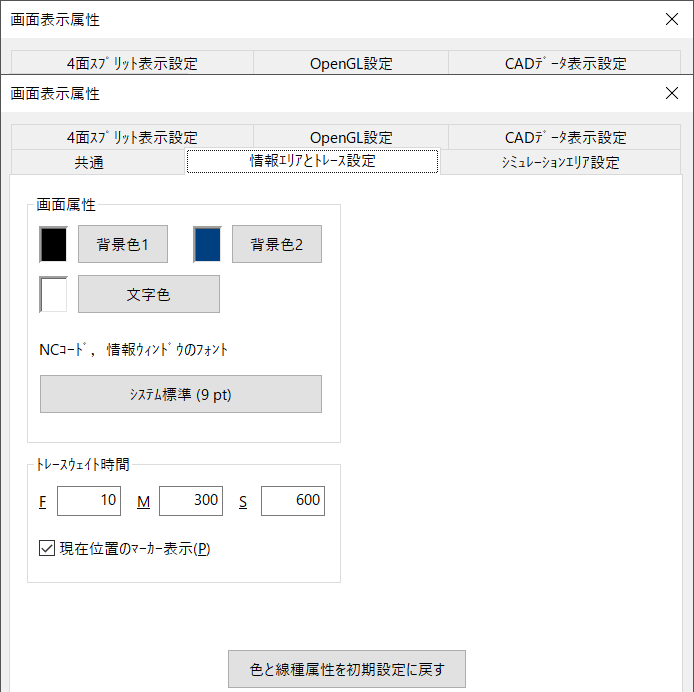 画面表示属性
4面ｽﾌﾟﾘｯﾄ表示設定 OpenGL設定 CADﾃﾞｰﾀ表示設定
画面表示属性
4面ｽﾌﾟﾘｯﾄ表示設定 OpenGL設定 CADﾃﾞｰﾀ表示設定
共通 情報ｴﾘｱとﾄﾚｰｽ設定 ｼﾐｭﾚｰｼｮﾝｴﾘｱ設定
画面属性
背景色1 背景色2
文字色
NCｺｰﾄﾞ，情報ｳｨﾝﾄﾞｳのﾌｫﾝﾄ
ｼｽﾃﾑ標準 (9 pt)
ﾄﾚｰｽｳｪｲﾄ時間
F 10 M 300 S 600
現在位置のﾏｰｶｰ表示(P)
色と線種属性を初期設定に戻す